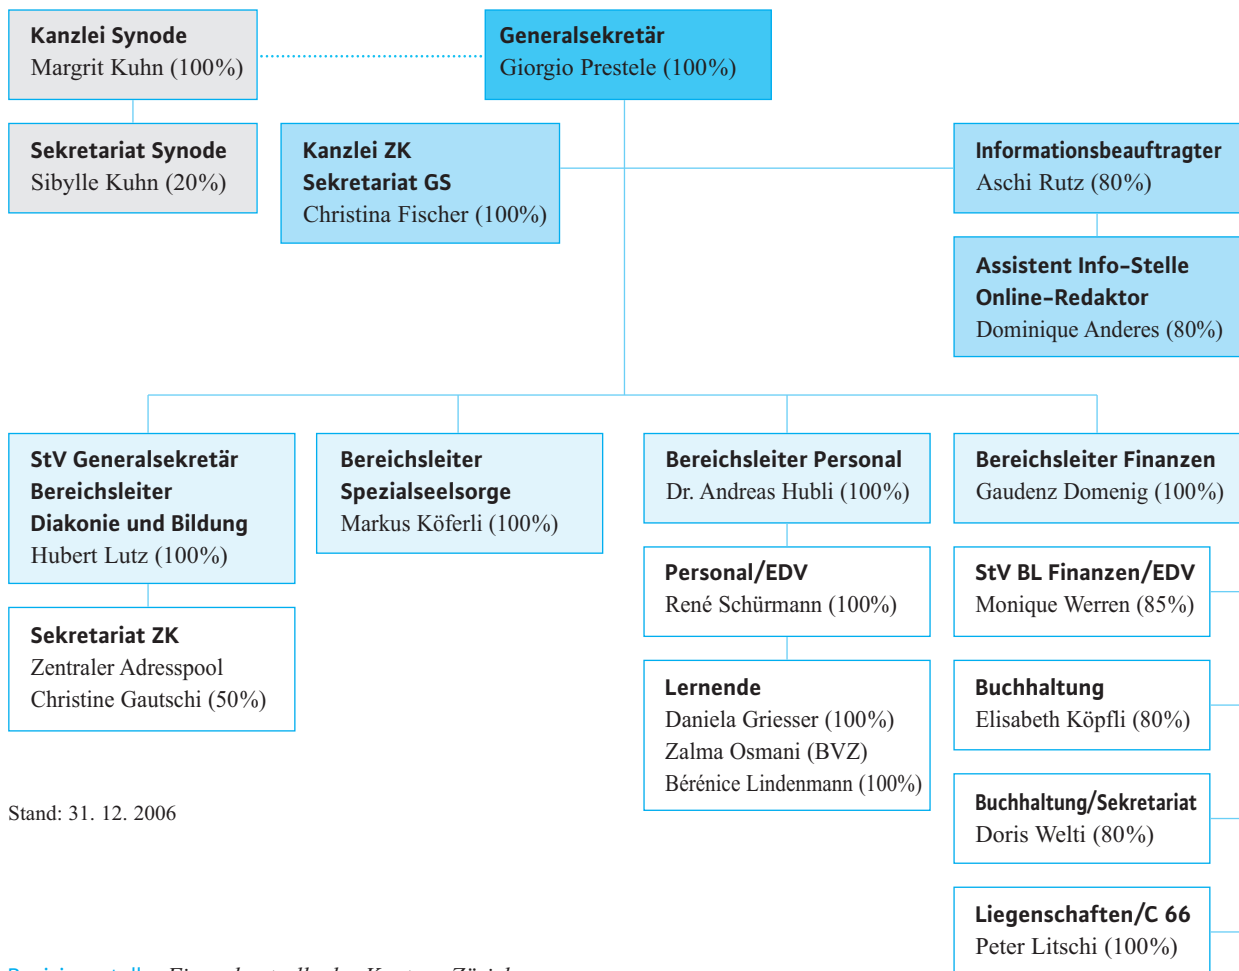 Kanzlei Synode
Margrit Kuhn (100%)
Generalsekretär
Giorgio Prestele (100%)
Sekretariat Synode
Sibylle Kuhn (20%)
Kanzlei ZK
Sekretariat GS
Christina Fischer (100%)
Informationsbeauftragter
Aschi Rutz (80%)
Assistent Info-Stelle
Online-Redaktor
Dominique Anderes (80%)
StV Generalsekretär
Bereichsleiter
Diakonie und Bildung
Hubert Lutz (100%)
Bereichsleiter
Spezialseelsorge
Markus Köferli (100%)
Bereichsleiter Personal
Dr. Andreas Hubli (100%)
Bereichsleiter Finanzen
Gaudenz Domenig (100%)
Sekretariat ZK
Zentraler Adresspool
Christine Gautschi (50%)
Personal/EDV
René Schürmann (100%)
Lernende
Daniela Griesser (100%)
Zalma Osmani (BVZ)
Bérénice Lindenmann (100%)
StV BL Finanzen/EDV
Monique Werren (85%)
Buchhaltung
Elisabeth Köpfli (80%)
Buchhaltung/Sekretariat
Doris Welti (80%)
Liegenschaften/C 66
Peter Litschi (100%)
Stand: 31. 12. 2006